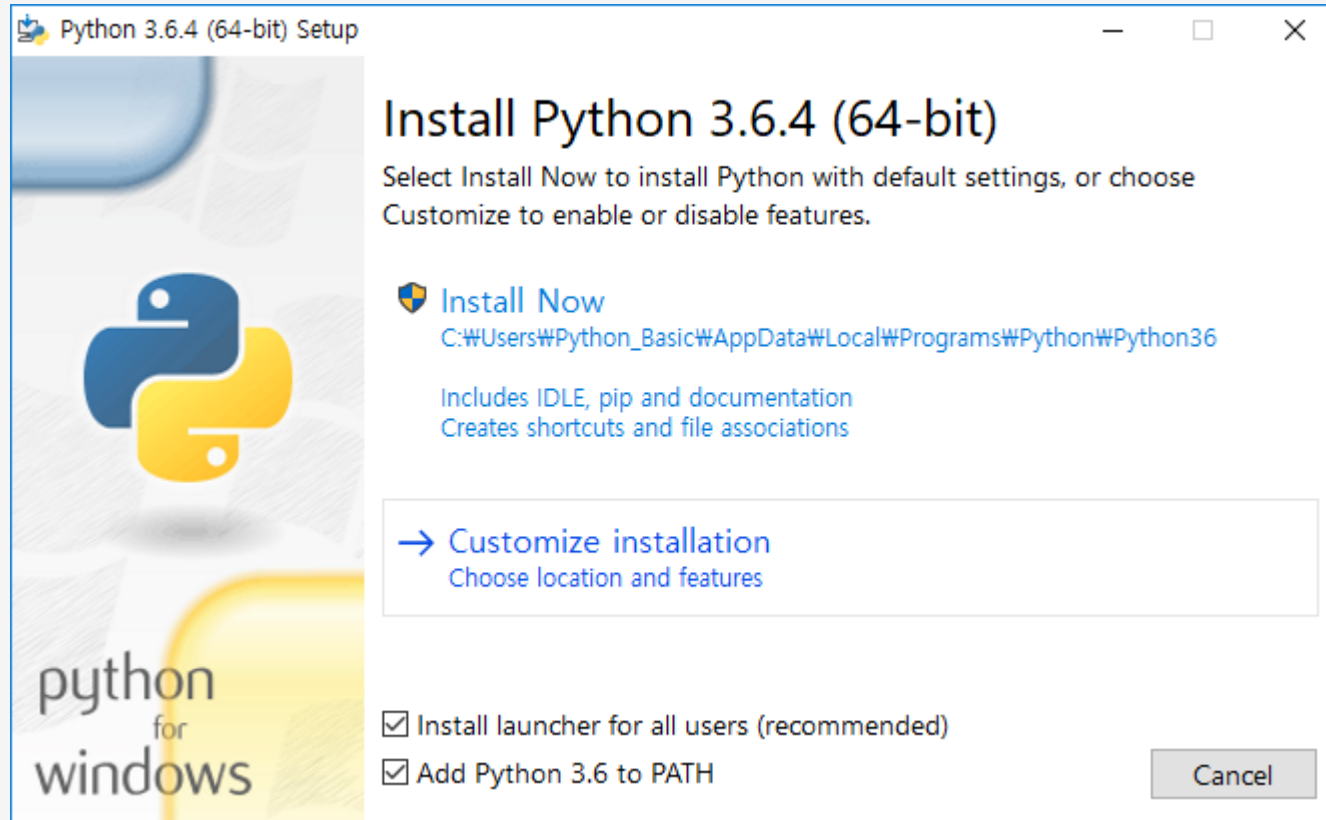 Python 3.6.4 (64-bit) Setup
Install Python 3.6.4 (64-bit)
Select Install Now to install Python with default settings, or choose
Customize to enable or disable features.
Install Now
C:₩Users₩Python_Basic₩AppData₩Local₩Programs₩Python₩Python36
Includes IDLE, pip and documentation
Creates shortcuts and file associations
Customize installation
Choose location and features
python
for
windows
Install launcher for all users (recommended)
Add Python 3.6 to PATH
Cancel